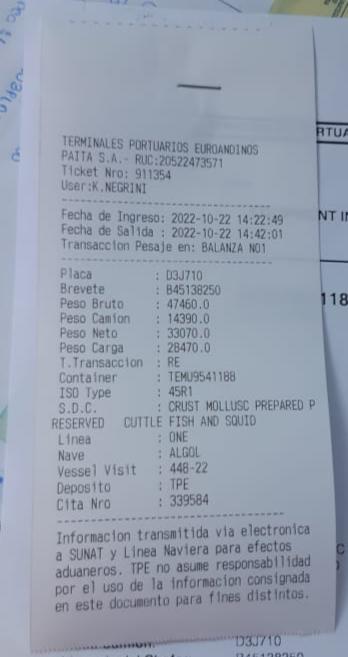 TERMINALES PORTUARIOS EUROANDINOS
PAITA S.A.- RUC:20522473571
Ticket Nro: 911354
User:K.NEGRINI
Fecha de Ingreso: 2022-10-22 14:22:49
Fecha de Salida : 2022-10-22 14:42:01
Transaccion Pesaje en: BALANZA NO1
Placa : D3J710
Brevete : B45138250
Peso Bruto : 47460.0
Peso Camion : 14390.0
Peso Neto : 33070.0
Peso Carga : 28470.0
T.Transaccion : RE
Container : TEMU9541188
ISO Type : 45R1
S.D.C. : CRUST MOLLUSC PREPARED P
RESERVED CUTTLE FISH AND SQUID
Linea : ONE
Nave : ALGOL
Vessel Visit : 448-22
Deposito : TPE
Cita Nro : 339584
Informacion transmitida via electronica
a SUNAT y Linea Naviera para efectos
aduaneros. TPE no asume responsabilidad
por el uso de la informacion consignada
en este documento para fines distintos.
RTUA
NT I
118
D3J710